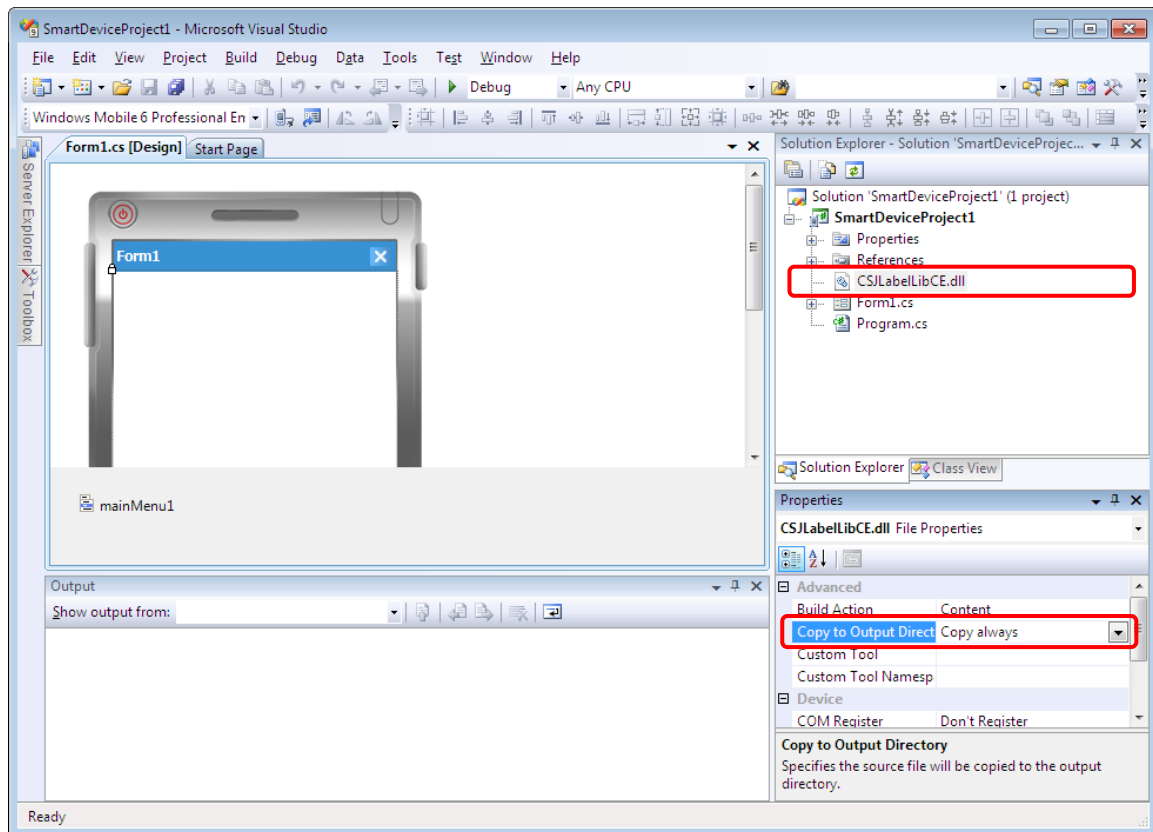 SmartDeviceProject1 - Microsoft Visual Studio
File Edit View Project Build Debug Data Tools Test Window Help
Debug Any CPU
Windows Mobile 6 Professional En
Form1.cs [Design] Start Page
Server Explorer
Toolbox
Form1
mainMenu1
Output
Show output from:
Solution Explorer - Solution 'SmartDeviceProjec...
Solution 'SmartDeviceProject1' (1 project)
SmartDeviceProject1
Properties
References
CSJLabelLibCE.dll
Form1.cs
Program.cs
Solution Explorer Class View
Properties
CSJLabelLibCE.dll File Properties
Advanced
Build Action Content
Copy to Output Direct Copy always
Custom Tool
Custom Tool Namesp
Device
COM Register Don't Register
Copy to Output Directory
Specifies the source file will be copied to the output
directory.
Ready